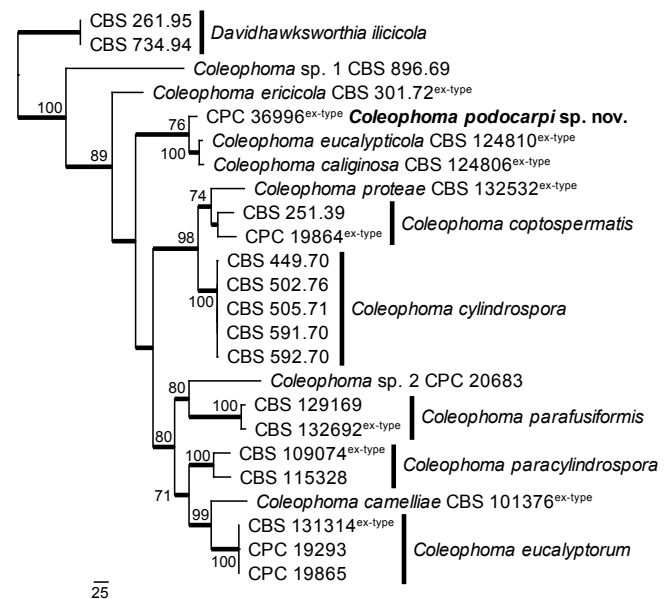 CBS 261.95
CBS 734.94
Davidhawksworthia ilicicola
Coleophoma sp. 1 CBS 896.69
100
Coleophoma ericicola CBS 301.72ex-type
89
76
CPC 36996ex-type Coleophoma podocarpi sp. nov.
Coleophoma eucalypticola CBS 124810ex-type
100
Coleophoma caliginosa CBS 124806ex-type
74
Coleophoma proteae CBS 132532ex-type
CBS 251.39
CPC 19864ex-type
Coleophoma coptospermatis
98
CBS 449.70
CBS 502.76
100
CBS 505.71
CBS 591.70
CBS 592.70
Coleophoma cylindrospora
80
Coleophoma sp. 2 CPC 20683
100
CBS 129169
CBS 132692ex-type
Coleophoma parafusiformis
80
100
CBS 109074ex-type
CBS 115328
Coleophoma paracylindrospora
71
Coleophoma camelliae CBS 101376ex-type
99
CBS 131314ex-type
CPC 19293
100
CPC 19865
Coleophoma eucalyptorum
25